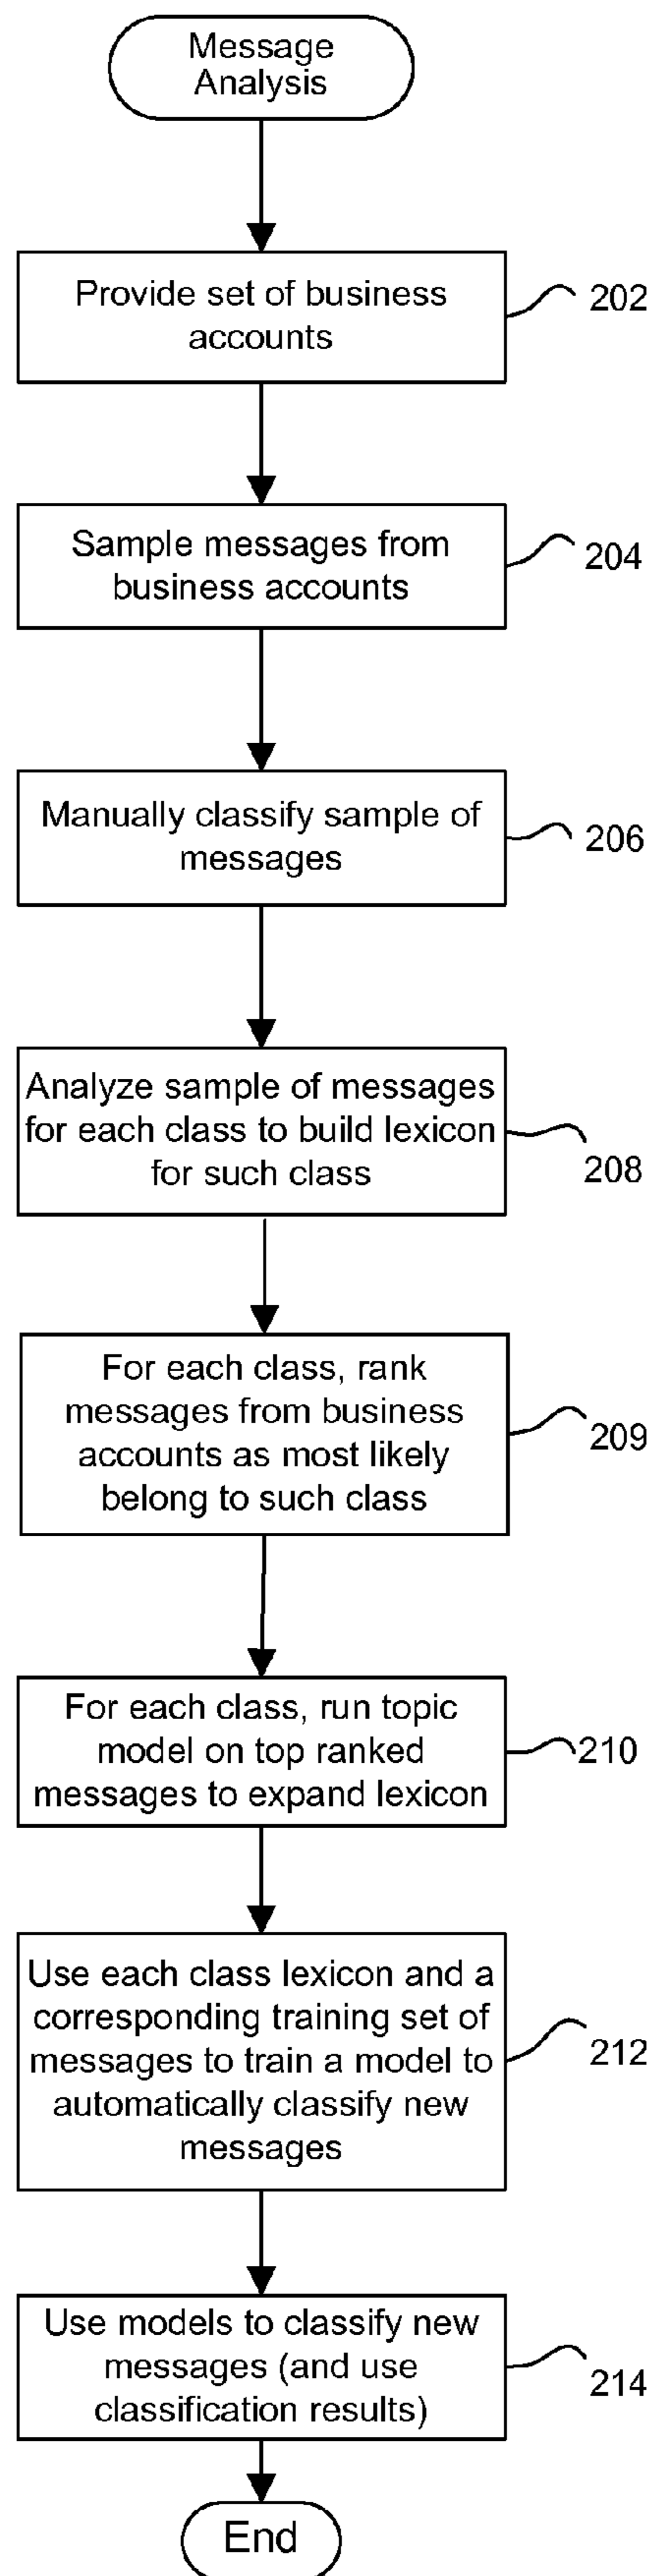 Message
Analysis
Provide set of business
accounts
202
Sample messages from
business accounts
204
Manually classify sample of
messages
206
Analyze sample of messages
for each class to build lexicon
for such class
208
For each class, rank
messages from business
accounts as most likely
belong to such class
209
For each class, run topic
model on top ranked
messages to expand lexicon
210
Use each class lexicon and a
corresponding training set of
messages to train a model to
automatically classify new
messages
212
Use models to classify new
messages (and use
classification results)
214
End